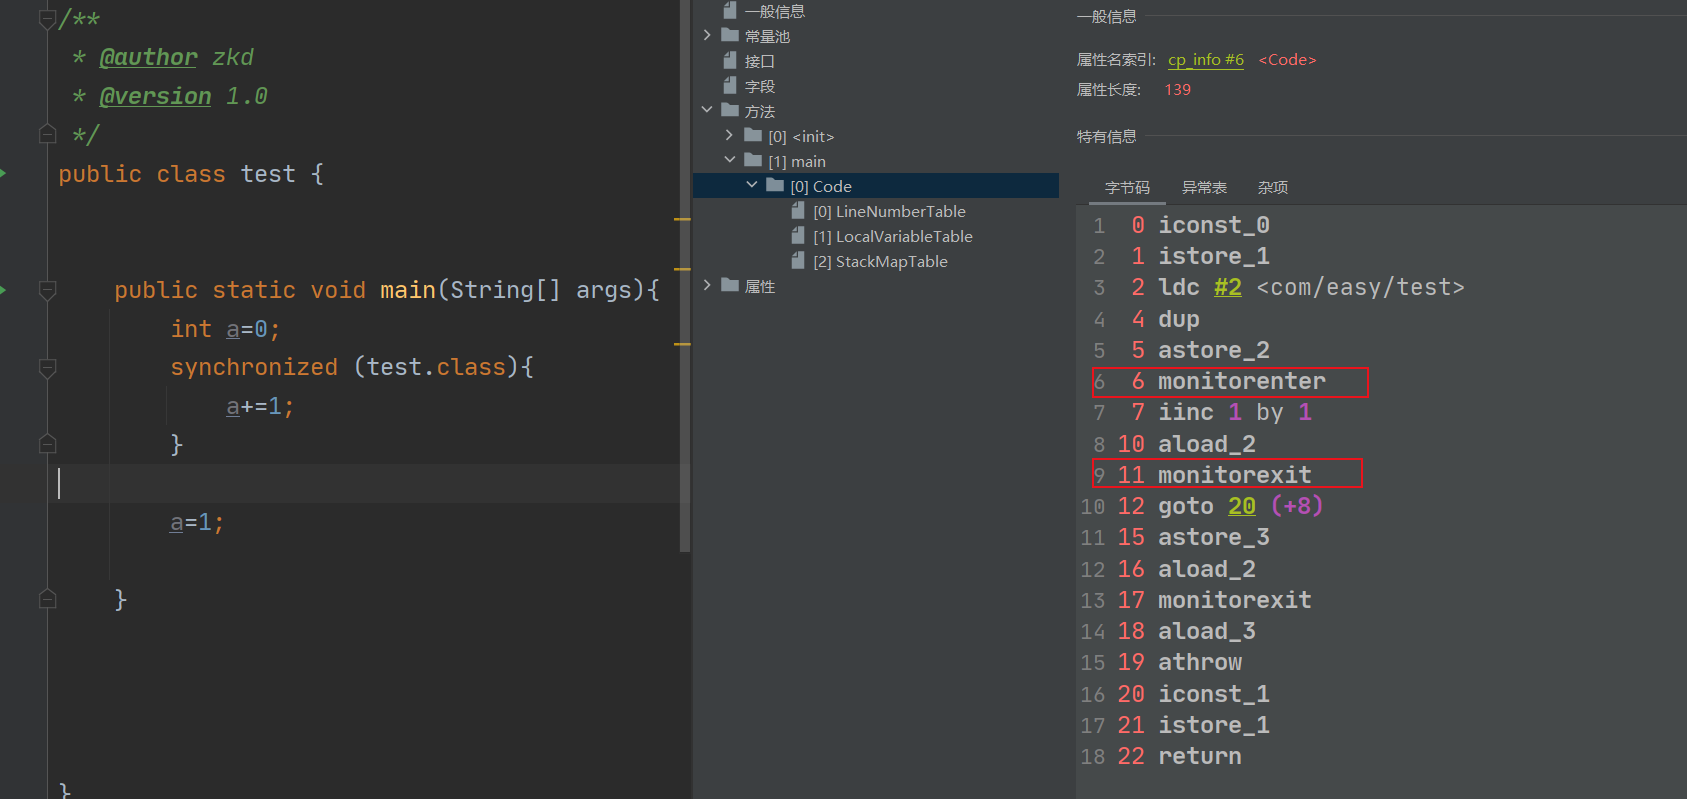 /**
 * @author zkd
 * @version 1.0
 */
public class test {
    public static void main(String[] args){
        int a=0;
        synchronized (test.class){
            a+=1;
        }
        a=1;
    }
}
一般信息
常量池
接口
字段
方法
[0] <init>
[1] main
[0] Code
[0] LineNumberTable
[1] LocalVariableTable
[2] StackMapTable
属性
一般信息
属性名索引: cp_info #6 <Code>
属性长度: 139
特有信息
字节码 异常表 杂项
1 0 iconst_0
2 1 istore_1
3 2 ldc #2 <com/easy/test>
4 4 dup
5 5 astore_2
6 6 monitorenter
7 7 iinc 1 by 1
8 10 aload_2
9 11 monitorexit
10 12 goto 20 (+8)
11 15 astore_3
12 16 aload_2
13 17 monitorexit
14 18 aload_3
15 19 athrow
16 20 iconst_1
17 21 istore_1
18 22 return